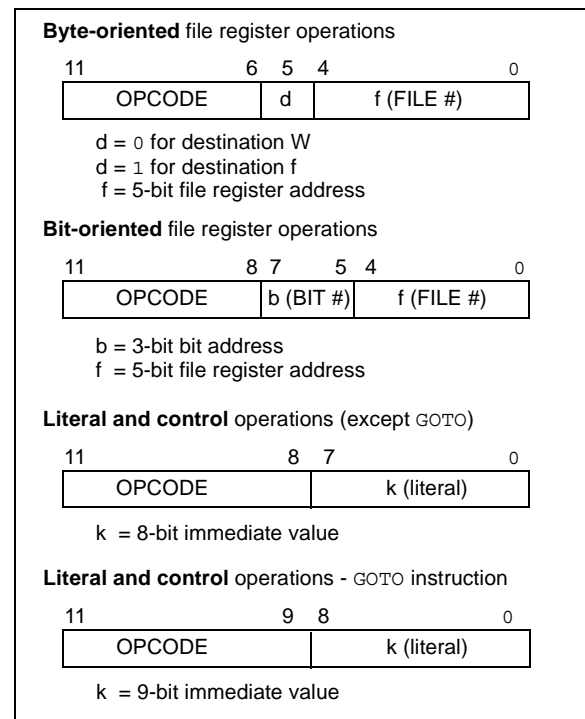 Byte-oriented file register operations
11 6 5 4 0
OPCODE d f (FILE #)
d = 0 for destination W
d = 1 for destination f
f = 5-bit file register address
Bit-oriented file register operations
11 8 7 5 4 0
OPCODE b (BIT #) f (FILE #)
b = 3-bit bit address
f = 5-bit file register address
Literal and control operations (except GOTO)
11 8 7 0
OPCODE k (literal)
k = 8-bit immediate value
Literal and control operations - GOTO instruction
11 9 8 0
OPCODE k (literal)
k = 9-bit immediate value